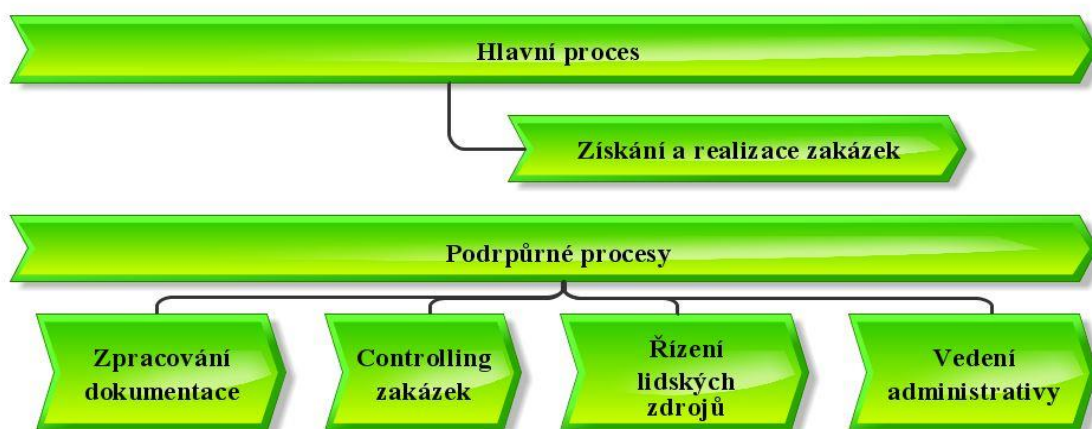 Hlavní proces
Získání a realizace zakázek
Podrpůrné procesy
Zpracování
dokumentace
Controlling
zakázek
Řízení
lidských
zdrojů
Vedení
administrativy